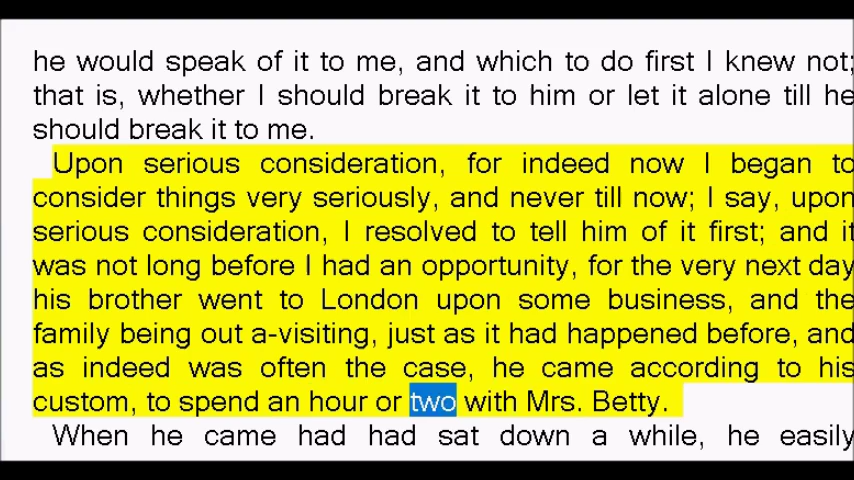 he would speak of it to me, and which to do first I knew not;
that is, whether I should break it to him or let it alone till he
should break it to me.
Upon serious consideration, for indeed now I began to
consider things very seriously, and never till now; I say, upon
serious consideration, I resolved to tell him of it first; and it
was not long before I had an opportunity, for the very next day
his brother went to London upon some business, and the
family being out a-visiting, just as it had happened before, and
as indeed was often the case, he came according to his
custom, to spend an hour or two with Mrs. Betty.
When he came had had sat down a while, he easily